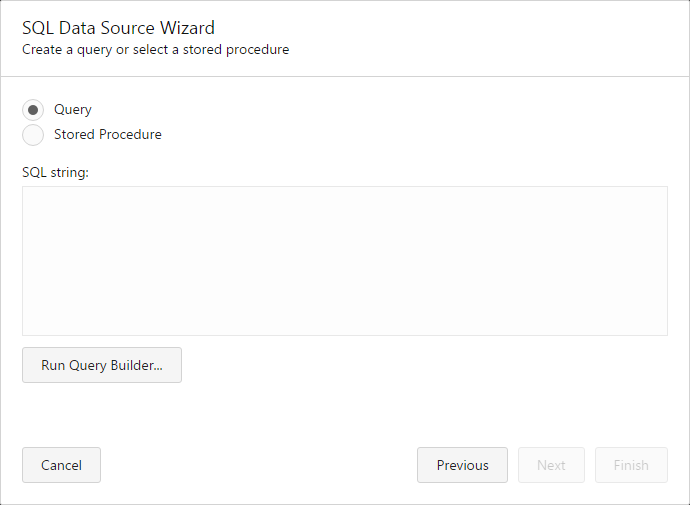 SQL Data Source Wizard
Create a query or select a stored procedure
Query
Stored Procedure
SQL string:
Run Query Builder...
Cancel
Previous
Next
Finish